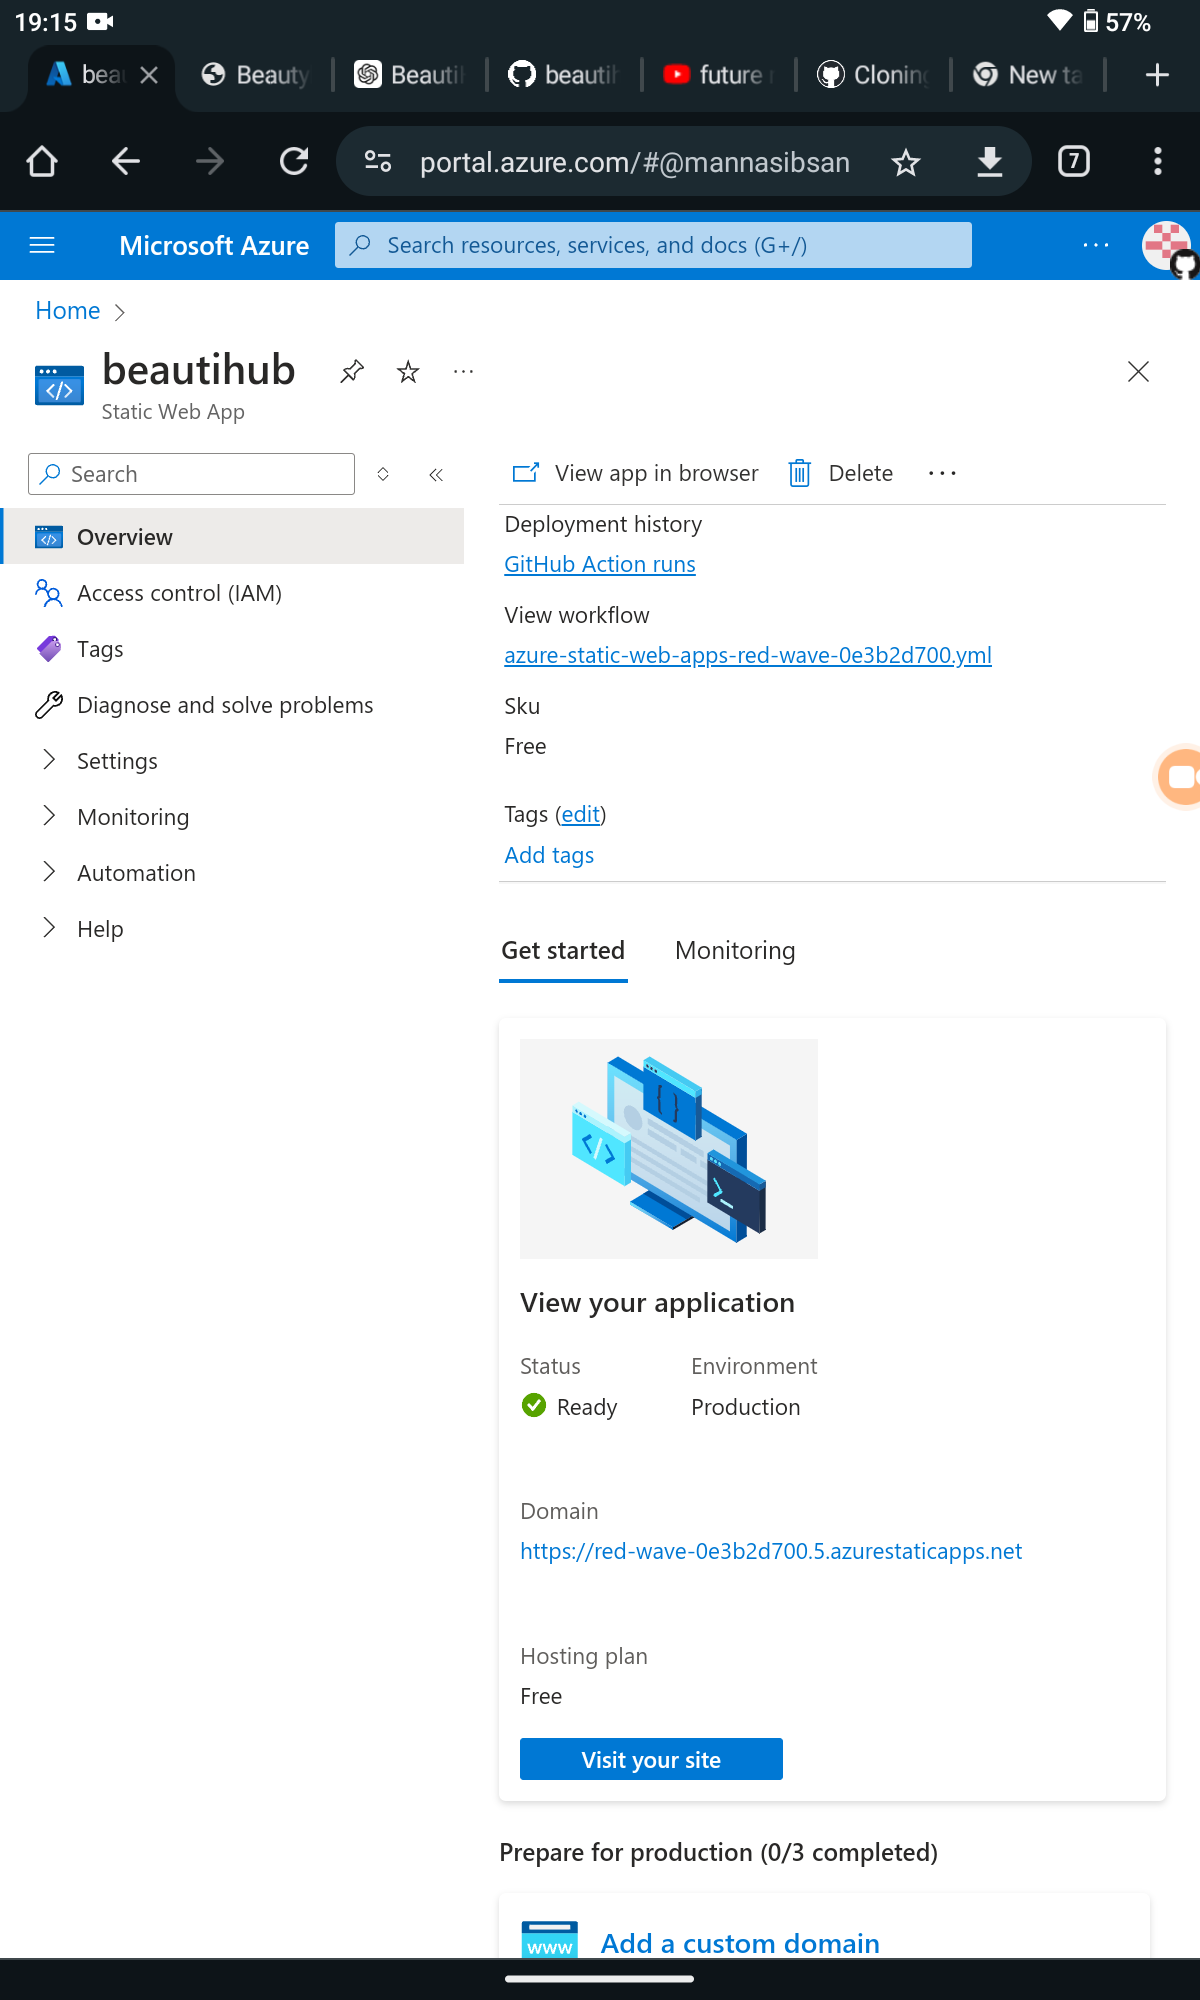 19:15 57%
beau Beauty Beautih beautih future r Cloning New ta
portal.azure.com/#@mannasibsan 7
Microsoft Azure Search resources, services, and docs (G+/)
Home
beautihub
Static Web App
Search
View app in browser Delete
Overview
Access control (IAM)
Tags
Diagnose and solve problems
Settings
Monitoring
Automation
Help
Deployment history
GitHub Action runs
View workflow
azure-static-web-apps-red-wave-0e3b2d700.yml
Sku
Free
Tags (edit)
Add tags
Get started Monitoring
View your application
Status Environment
Ready Production
Domain
https://red-wave-0e3b2d700.5.azurestaticapps.net
Hosting plan
Free
Visit your site
Prepare for production (0/3 completed)
www Add a custom domain